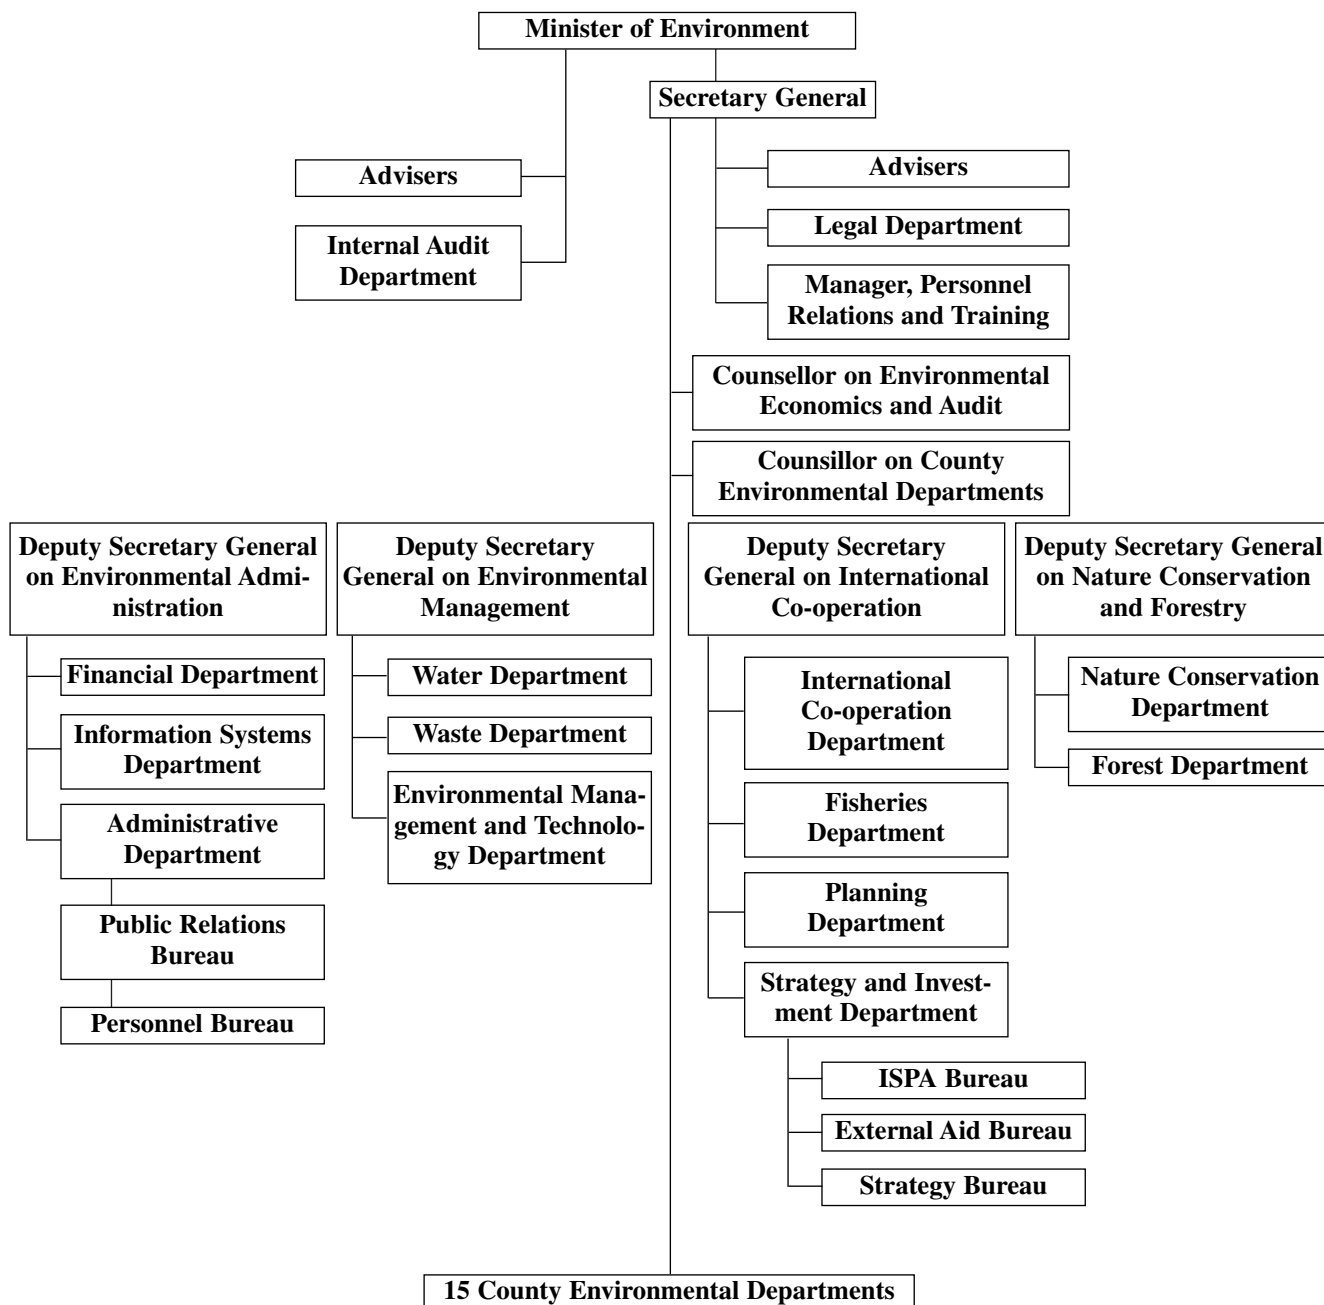 Minister of Environment
Secretary General
Advisers
Internal Audit
Department
Advisers
Legal Department
Manager, Personnel
Relations and Training
Counsellor on Environmental
Economics and Audit
Counsillor on County
Environmental Departments
Deputy Secretary General
on Environmental Admi-
nistration
Financial Department
Information Systems
Department
Administrative
Department
Public Relations
Bureau
Personnel Bureau
Deputy Secretary
General on Environmental
Management
Water Department
Waste Department
Environmental Mana-
gement and Technolo-
gy Department
Deputy Secretary
General on International
Co-operation
International
Co-operation
Department
Fisheries
Department
Planning
Department
Strategy and Invest-
ment Department
ISPA Bureau
External Aid Bureau
Strategy Bureau
Deputy Secretary General
on Nature Conservation
and Forestry
Nature Conservation
Department
Forest Department
15 County Environmental Departments